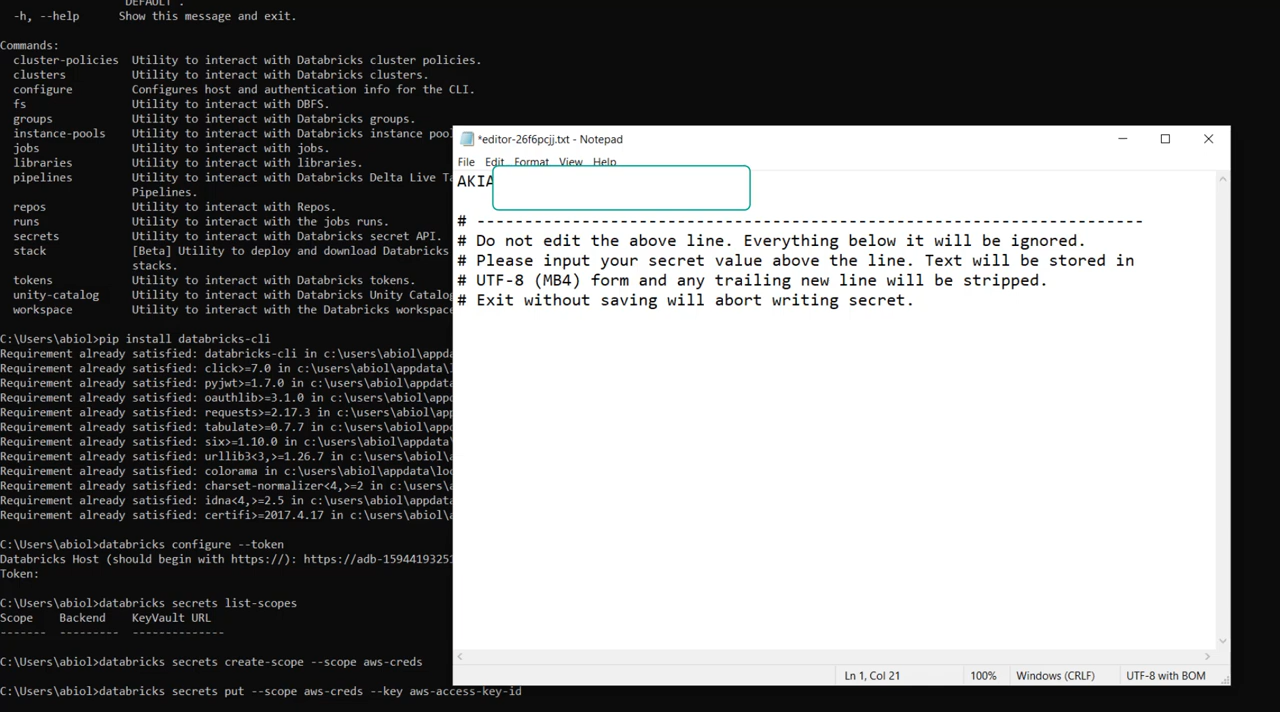 DEFAULT'.
-h, --help Show this message and exit.
Commands:
cluster-policies Utility to interact with Databricks cluster policies.
clusters Utility to interact with Databricks clusters.
configure Configures host and authentication info for the CLI.
fs Utility to interact with DBFS.
groups Utility to interact with Databricks groups.
instance-pools Utility to interact with Databricks instance pool
jobs Utility to interact with jobs.
libraries Utility to interact with libraries.
pipelines Utility to interact with Databricks Delta Live Ta
Pipelines.
repos Utility to interact with Repos.
runs Utility to interact with the jobs runs.
secrets Utility to interact with Databricks secret API.
stack [Beta] Utility to deploy and download Databricks
stacks.
tokens Utility to interact with Databricks tokens.
unity-catalog Utility to interact with Databricks Unity Catalog
workspace Utility to interact with the Databricks workspace
C:\Users\abiol>pip install databricks-cli
Requirement already satisfied: databricks-cli in c:\users\abiol\appda
Requirement already satisfied: click>=7.0 in c:\users\abiol\appdata\l
Requirement already satisfied: pyjwt>=1.7.0 in c:\users\abiol\appdata
Requirement already satisfied: oauthlib>=3.1.0 in c:\users\abiol\appd
Requirement already satisfied: requests>=2.17.3 in c:\users\abiol\app
Requirement already satisfied: tabulate>=0.7.7 in c:\users\abiol\appd
Requirement already satisfied: six>=1.10.0 in c:\users\abiol\appdata\
Requirement already satisfied: urllib3<3,>=1.26.7 in c:\users\abiol\a
Requirement already satisfied: colorama in c:\users\abiol\appdata\loc
Requirement already satisfied: charset-normalizer<4,>=2 in c:\users\a
Requirement already satisfied: idna<4,>=2.5 in c:\users\abiol\appdata
Requirement already satisfied: certifi>=2017.4.17 in c:\users\abiol\a
C:\Users\abiol>databricks configure --token
Databricks Host (should begin with https://): https://adb-15944193251
Token:
C:\Users\abiol>databricks secrets list-scopes
Scope Backend KeyVault URL
------- --------- --------------
C:\Users\abiol>databricks secrets create-scope --scope aws-creds
C:\Users\abiol>databricks secrets put --scope aws-creds --key aws-access-key-id
*editor-26f6pcjj.txt - Notepad
File Edit Format View Help
AKIA
# ----------------------------------------------------------------------
# Do not edit the above line. Everything below it will be ignored.
# Please input your secret value above the line. Text will be stored in
# UTF-8 (MB4) form and any trailing new line will be stripped.
# Exit without saving will abort writing secret.
Ln 1, Col 21 100% Windows (CRLF) UTF-8 with BOM